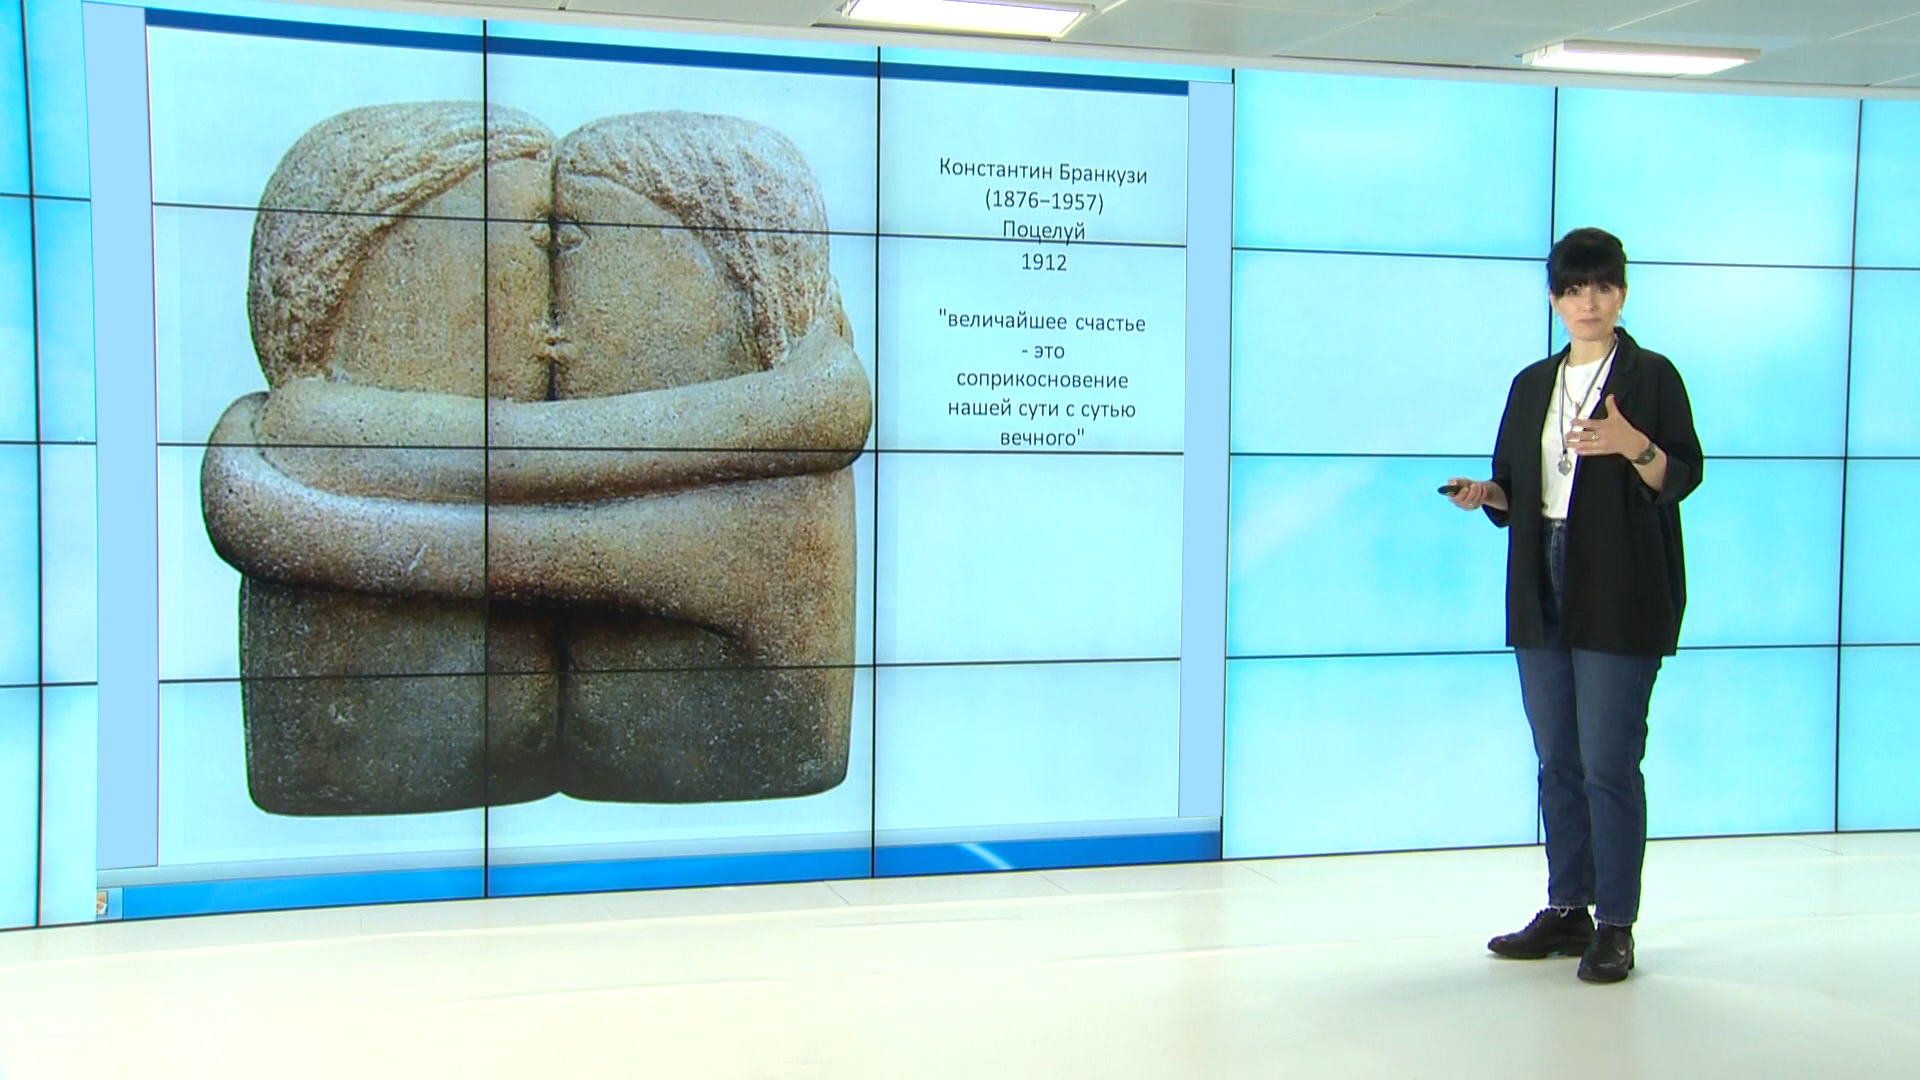 Константин Бранкузи
(1876–1957)
Поцелуй
1912
"величайшее счастье
- это
соприкосновение
нашей сути с сутью
вечного"